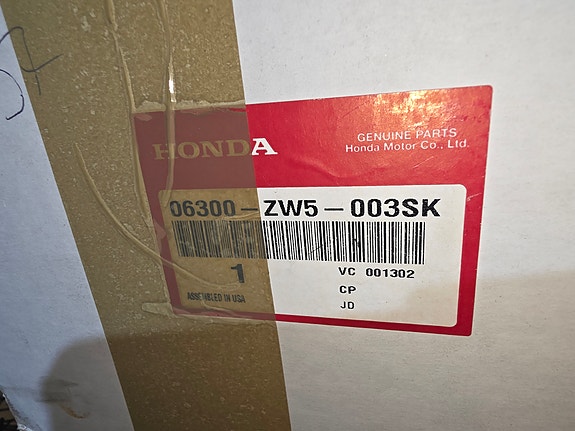 HONDA
GENUINE PARTS
Honda Motor Co., Ltd.
06300-ZW5-003SK
1
VC 001302
CP
ASSEMBLED IN USA
JD